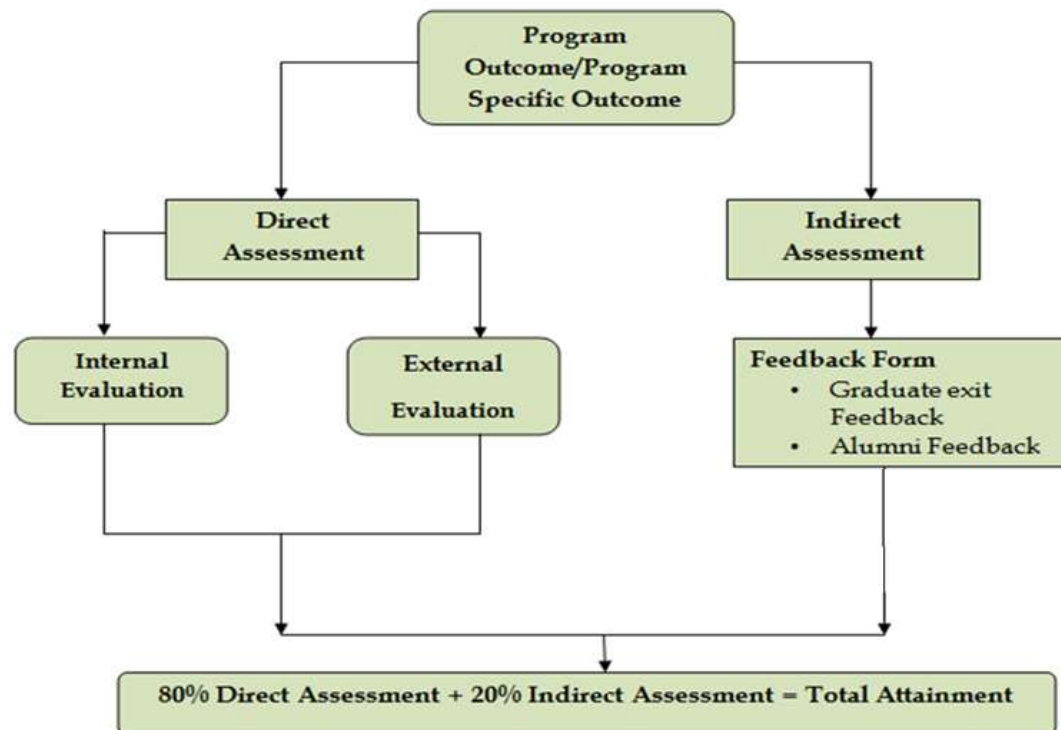 Program
Outcome/Program
Specific Outcome
Direct
Assessment
Indirect
Assessment
Internal
Evaluation
External
Evaluation
Feedback Form
• Graduate exit
Feedback
• Alumni Feedback
80% Direct Assessment + 20% Indirect Assessment = Total Attainment